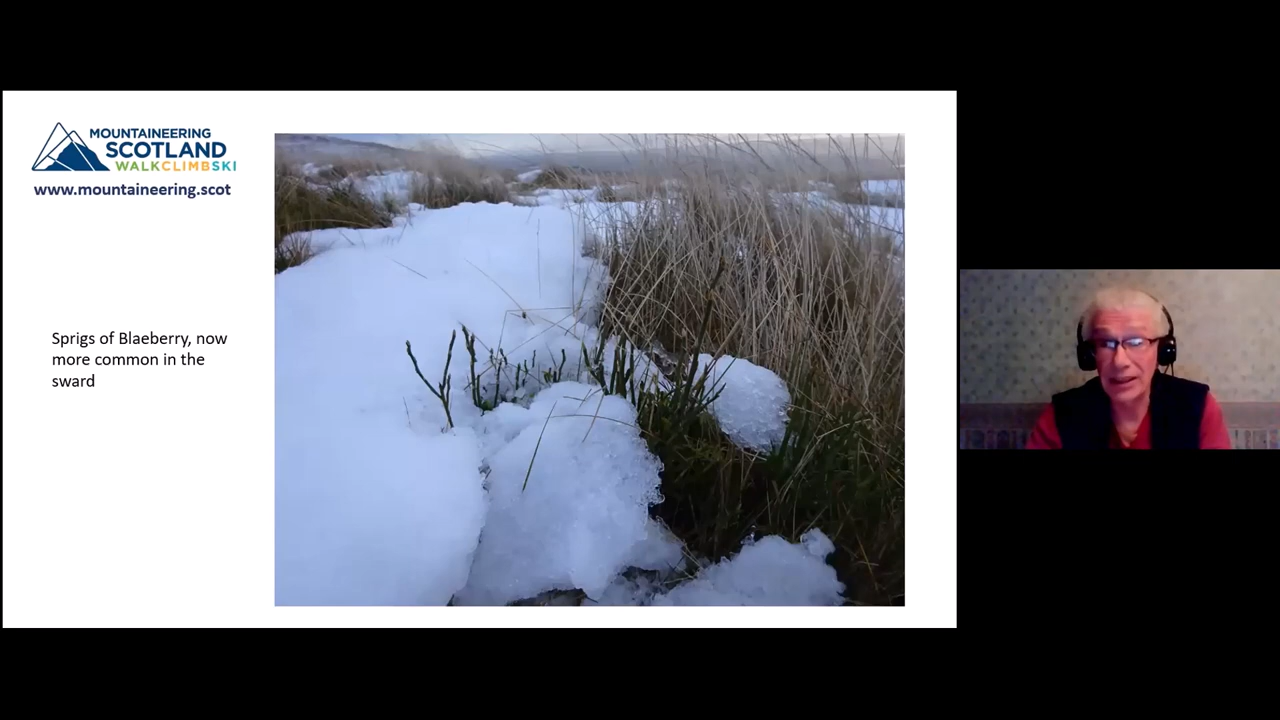 MOUNTAINEERING
SCOTLAND
WALKCLIMBSKI
www.mountaineering.scot
Sprigs of Blaeberry, now
more common in the
sward